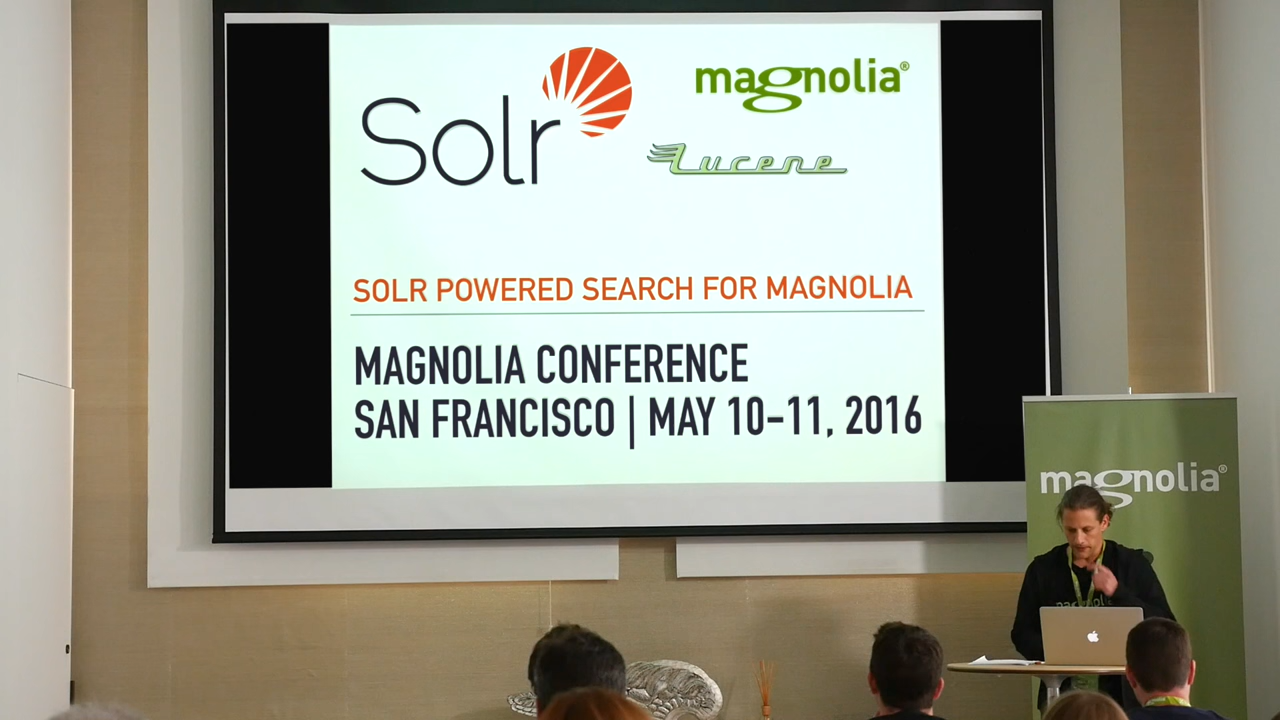 Solr
magnolia®
Lucene
SOLR POWERED SEARCH FOR MAGNOLIA
MAGNOLIA CONFERENCE
SAN FRANCISCO | MAY 10-11, 2016
magnolia®